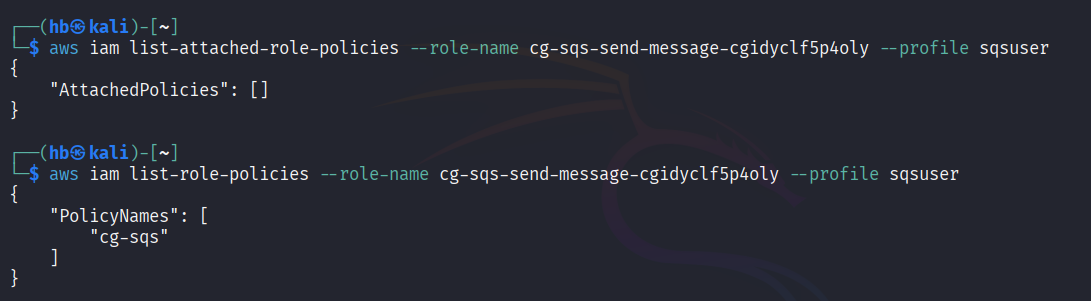 ┌──(hb㉿kali)-[~]
└─$ aws iam list-attached-role-policies --role-name cg-sqs-send-message-cgidyclf5p4oly --profile sqsuser
{
    "AttachedPolicies": []
}
┌──(hb㉿kali)-[~]
└─$ aws iam list-role-policies --role-name cg-sqs-send-message-cgidyclf5p4oly --profile sqsuser
{
    "PolicyNames": [
        "cg-sqs"
    ]
}